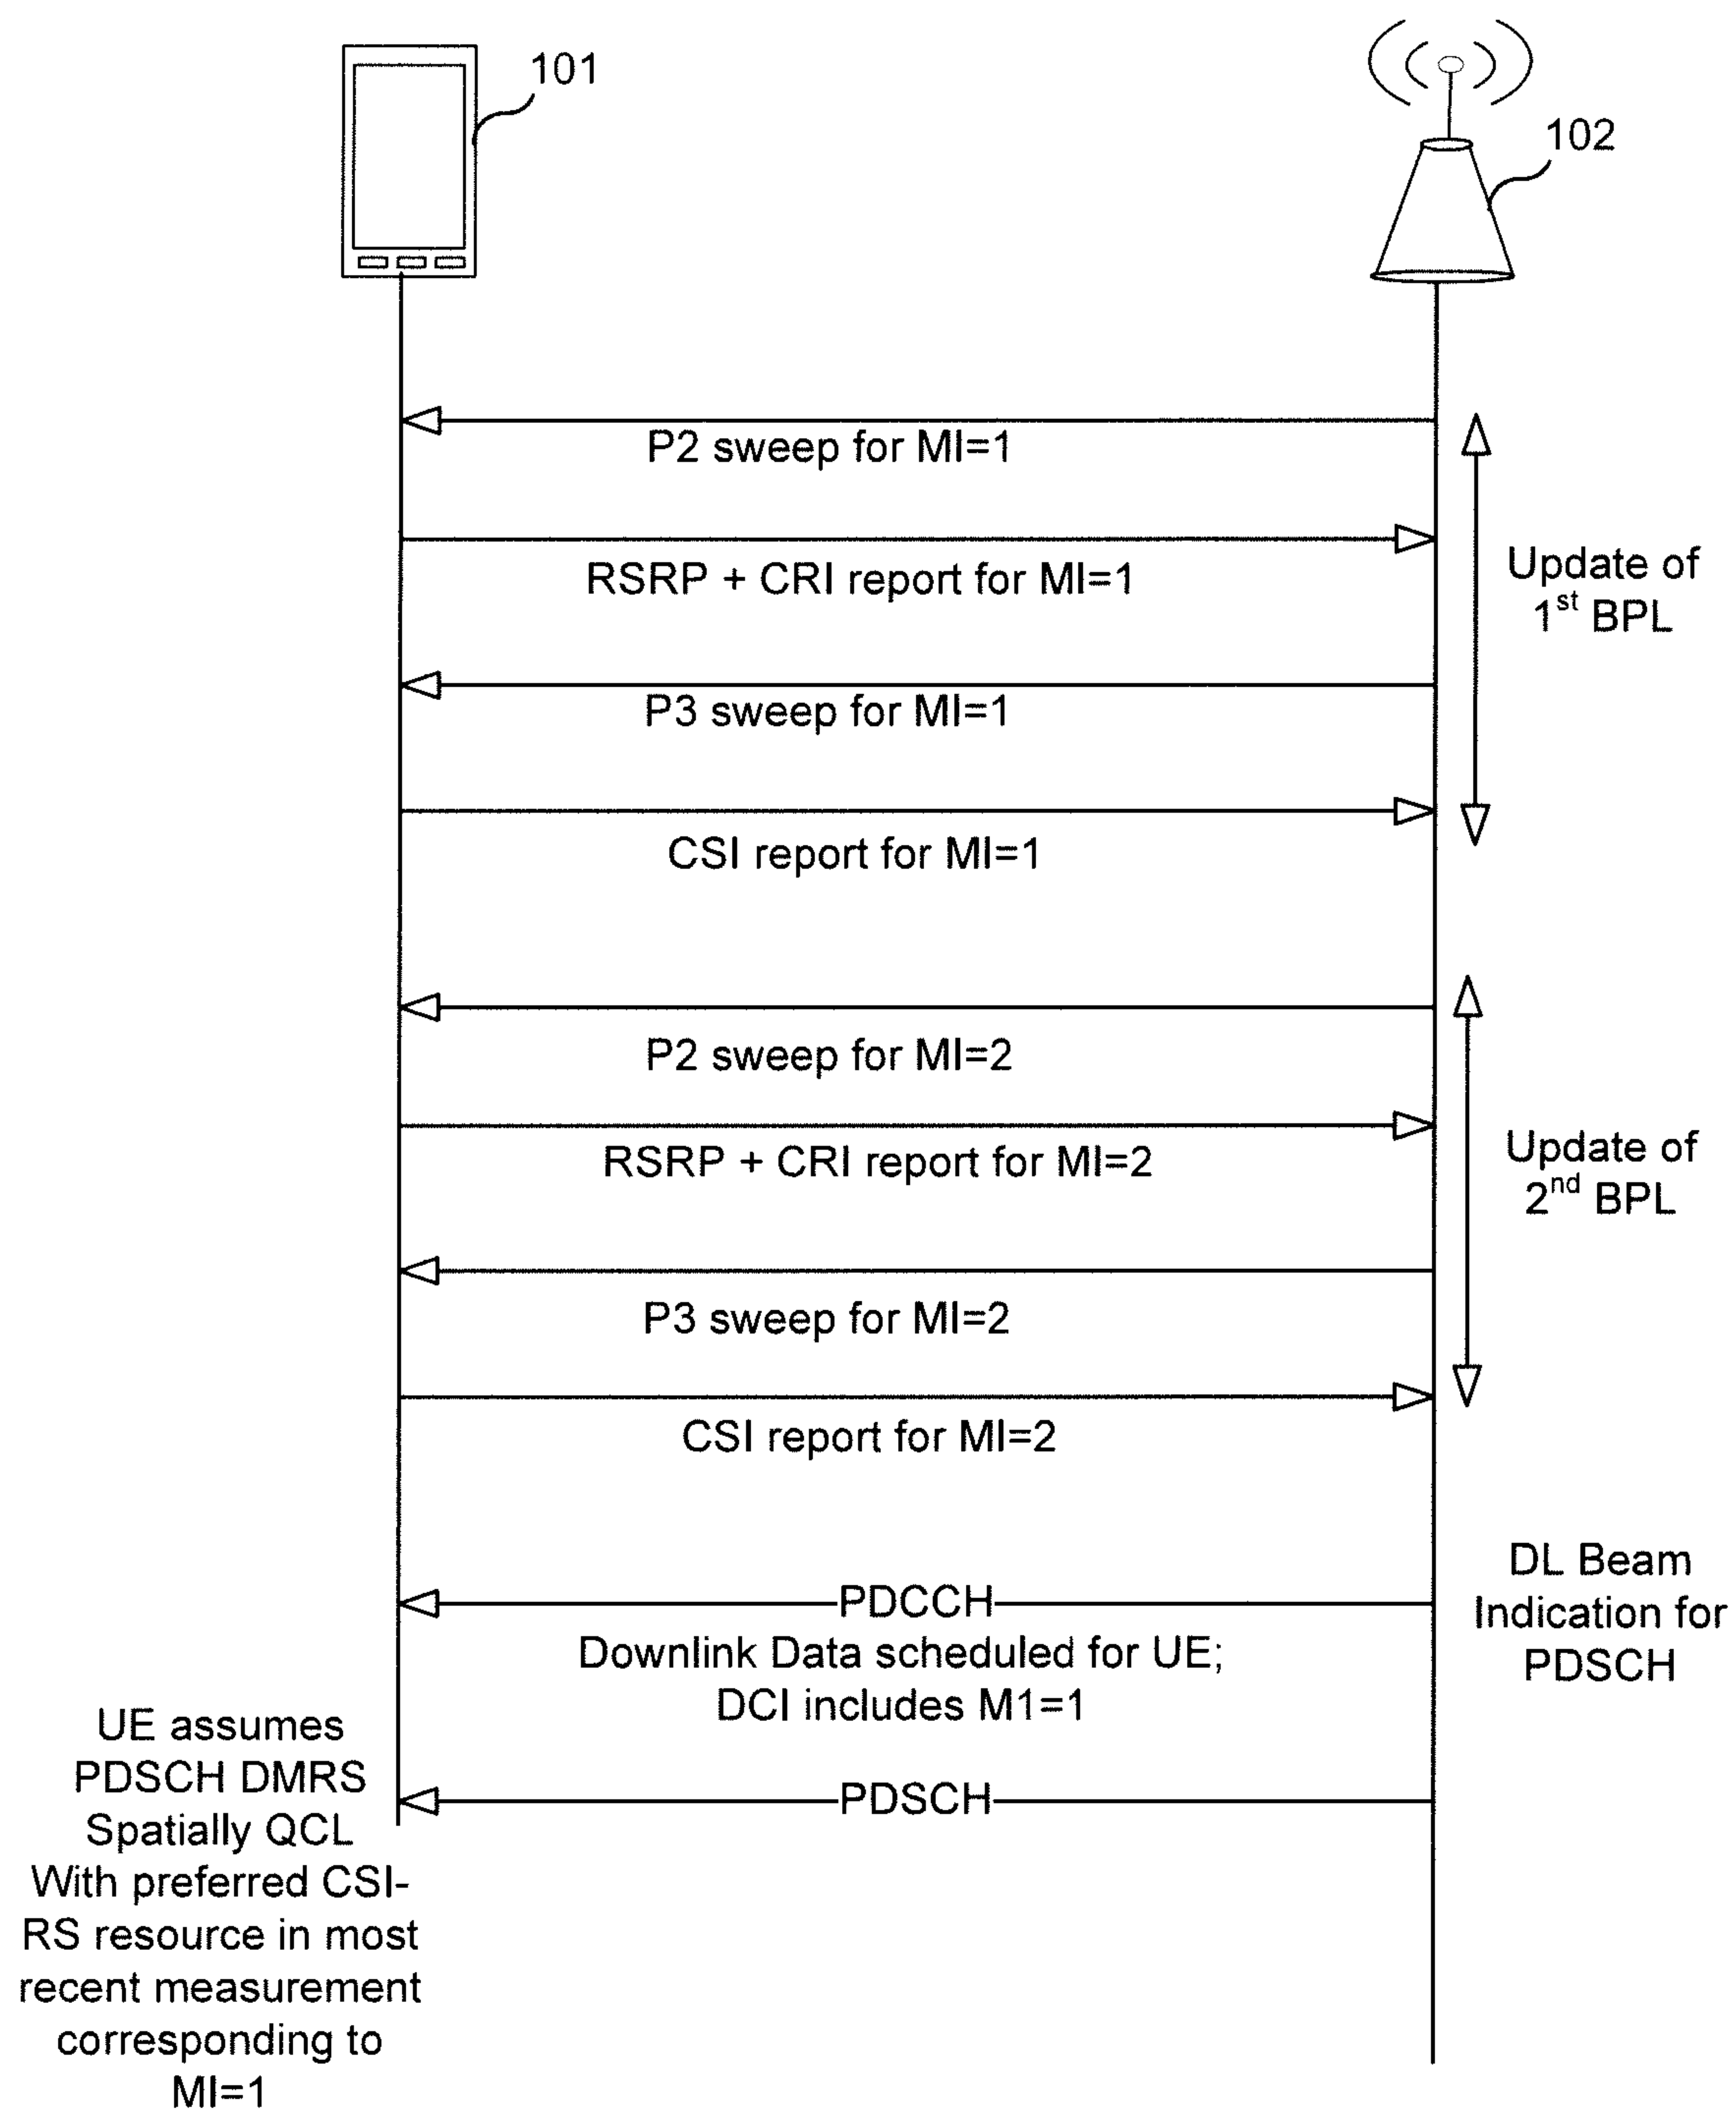 101
102
P2 sweep for MI=1
RSRP + CRI report for MI=1
Update of
1st BPL
P3 sweep for MI=1
CSI report for MI=1
P2 sweep for MI=2
RSRP + CRI report for MI=2
Update of
2nd BPL
P3 sweep for MI=2
CSI report for MI=2
PDCCH
Downlink Data scheduled for UE;
DCI includes M1=1
DL Beam
Indication for
PDSCH
UE assumes
PDSCH DMRS
Spatially QCL
With preferred CSI-
RS resource in most
recent measurement
corresponding to
MI=1
PDSCH